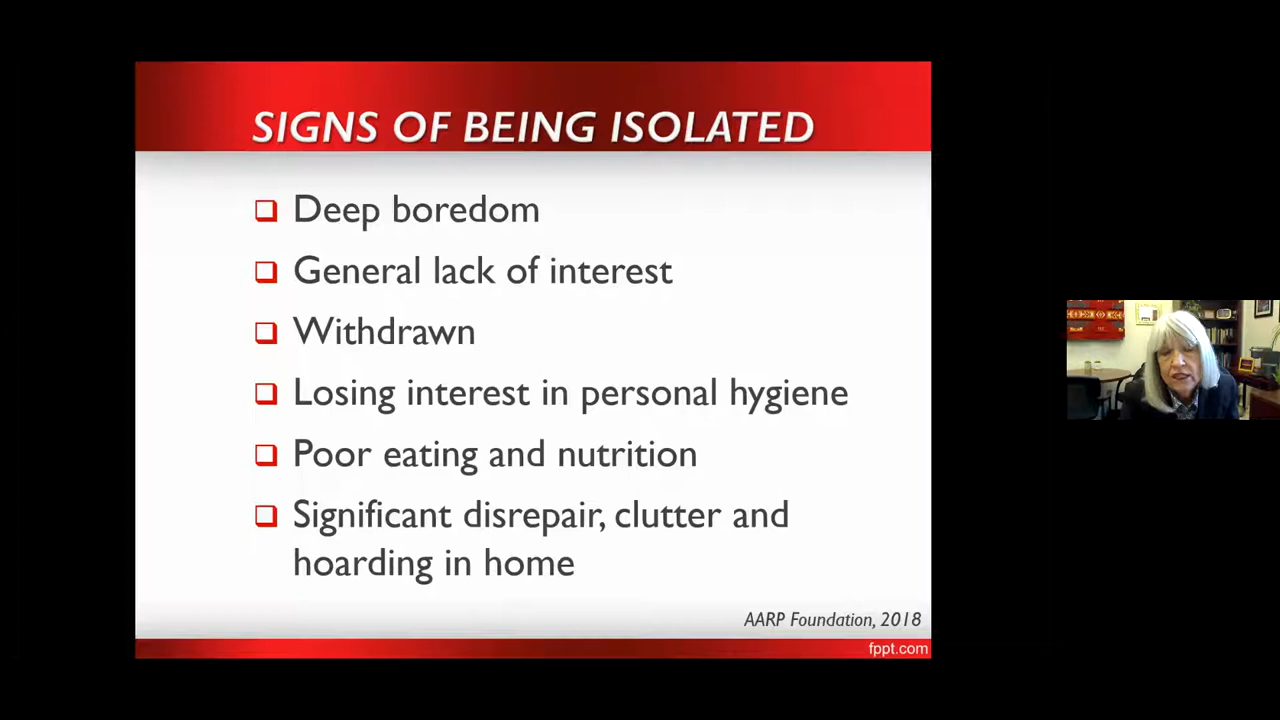 SIGNS OF BEING ISOLATED
Deep boredom
General lack of interest
Withdrawn
Losing interest in personal hygiene
Poor eating and nutrition
Significant disrepair, clutter and
hoarding in home
AARP Foundation, 2018
fppt.com